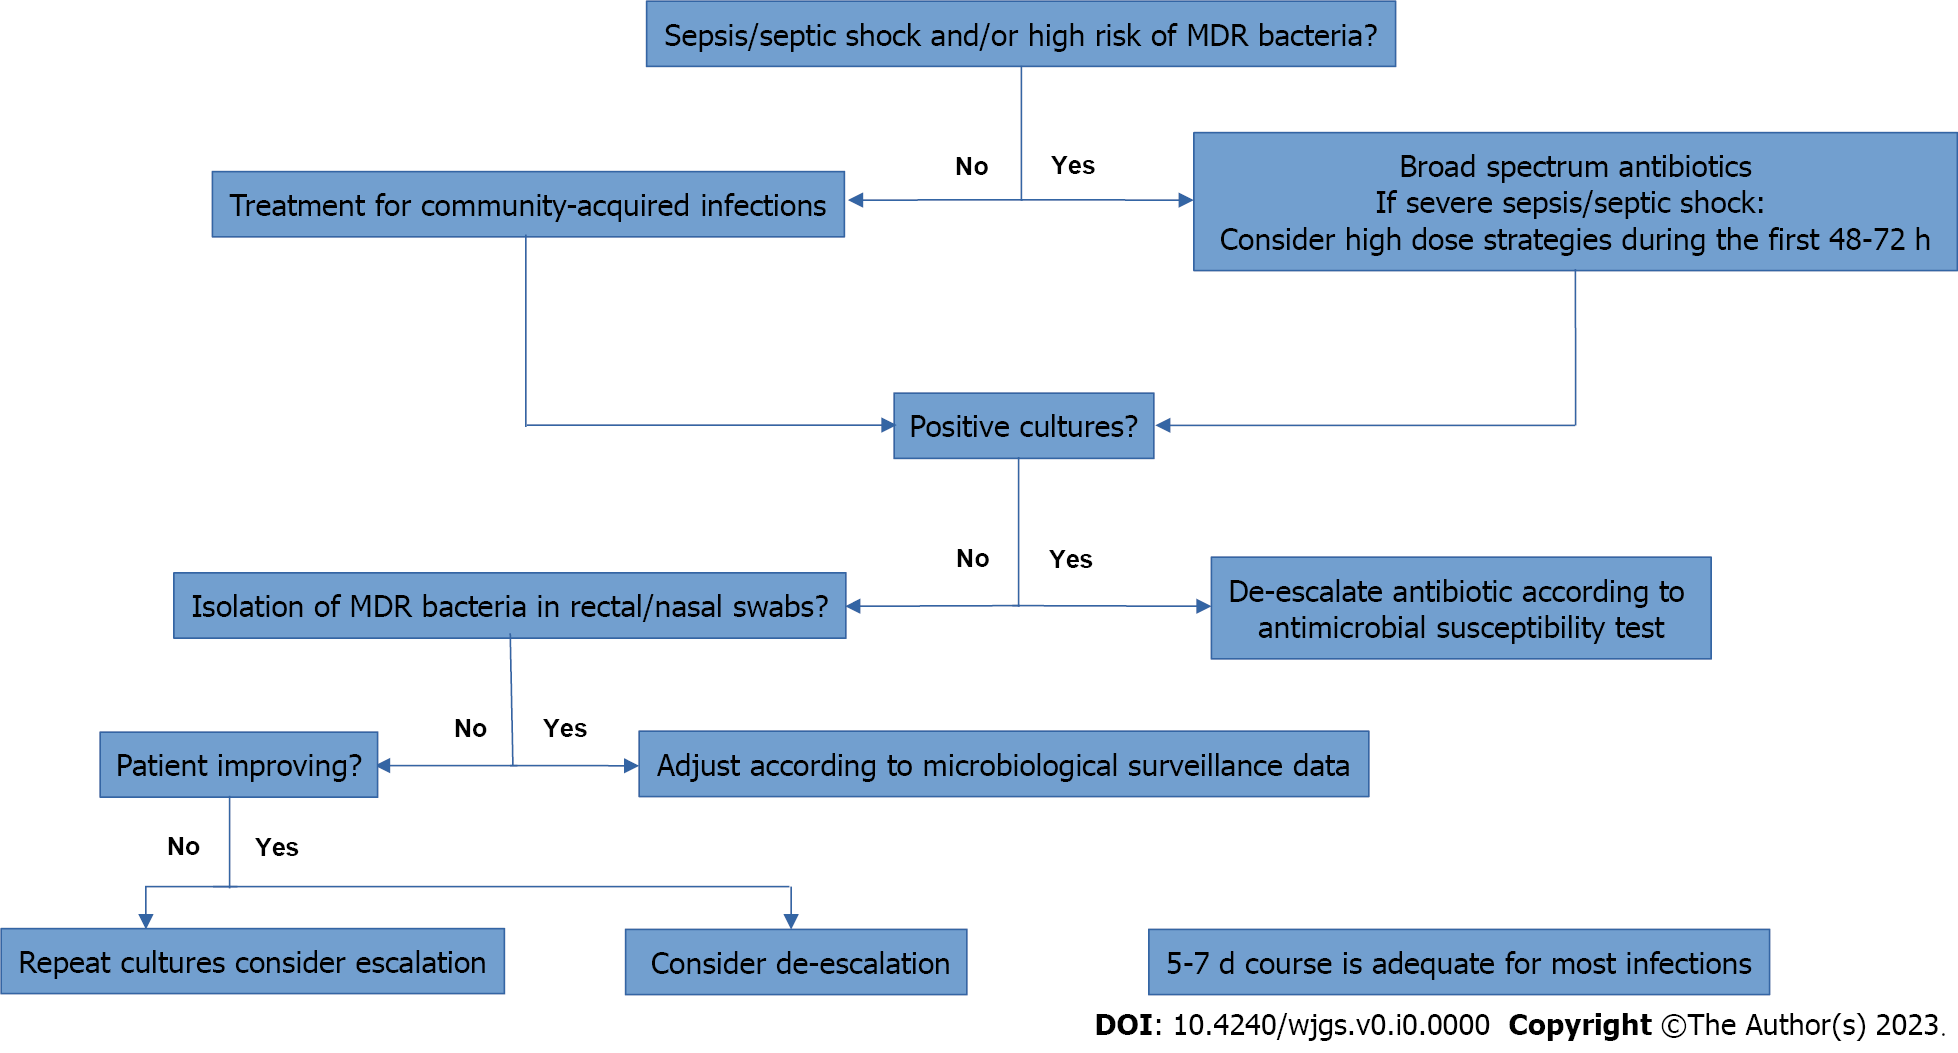 Sepsis/septic shock and/or high risk of MDR bacteria?
No
Yes
Treatment for community-acquired infections
Broad spectrum antibiotics
If severe sepsis/septic shock:
Consider high dose strategies during the first 48-72 h
Positive cultures?
No
Yes
Isolation of MDR bacteria in rectal/nasal swabs?
De-escalate antibiotic according to
antimicrobial susceptibility test
No
Yes
Patient improving?
Adjust according to microbiological surveillance data
No
Yes
Repeat cultures consider escalation
Consider de-escalation
5-7 d course is adequate for most infections
DOI: 10.4240/wjgs.v0.i0.0000 Copyright ©The Author(s) 2023.